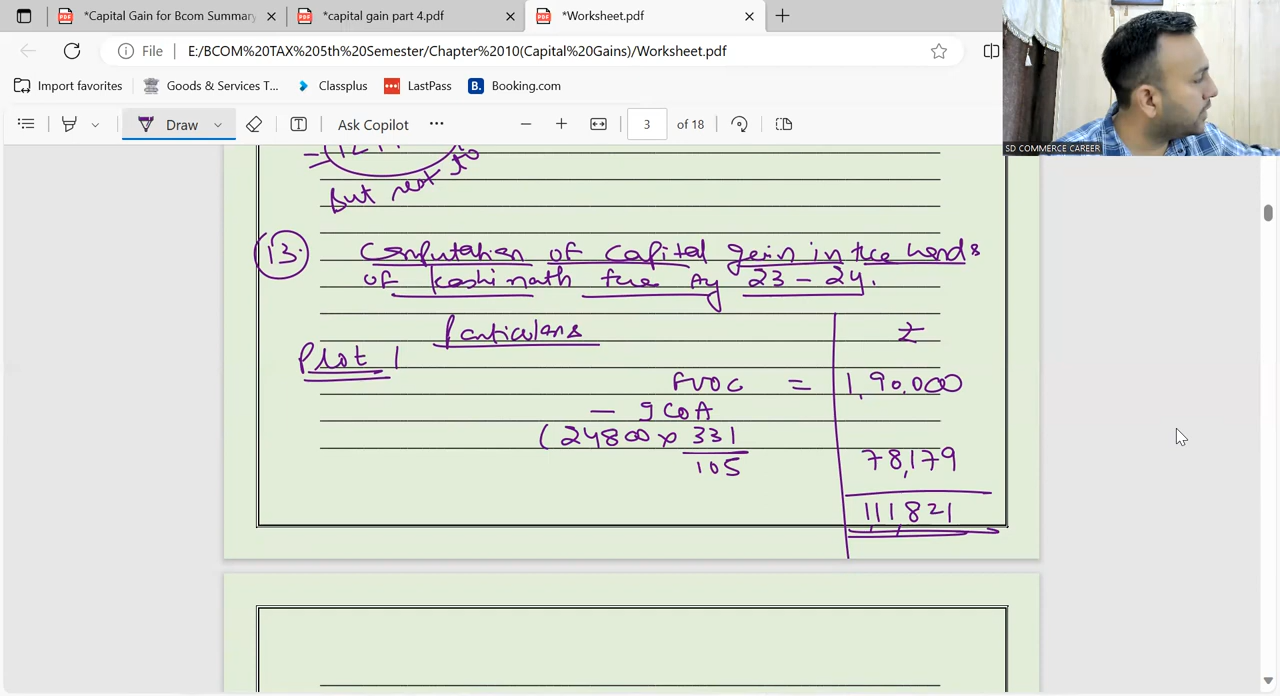 *Capital Gain for Bcom Summary
*capital gain part 4.pdf
*Worksheet.pdf
File
E:/BCOM%20TAX%205th%20Semester/Chapter%2010(Capital%20Gains)/Worksheet.pdf
Import favorites
Goods & Services T...
Classplus
LastPass
Booking.com
Draw
Ask Copilot
3 of 18
SD COMMERCE CAREER
But not
13. Computation of capital gain in the hands
of Kashinath for Ay 23-24.
Particulars ₹
Plot 1
FVOC = 1,90,000
- ICOA
(24800 × 331
105
78,179
111,821